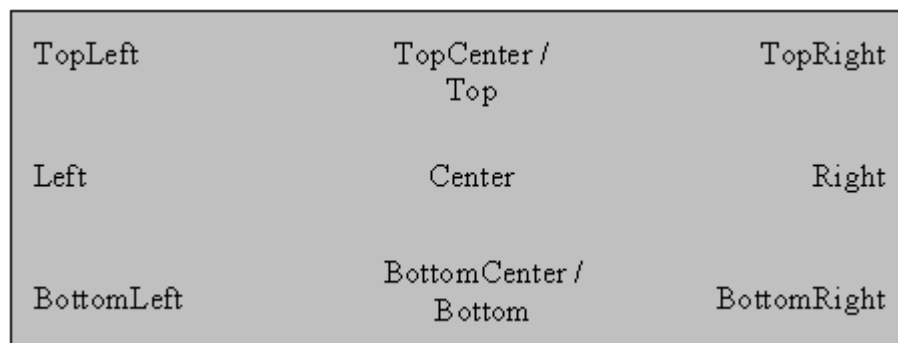 TopLeft
TopCenter /
Top
TopRight
Left
Center
Right
BottomLeft
BottomCenter /
Bottom
BottomRight